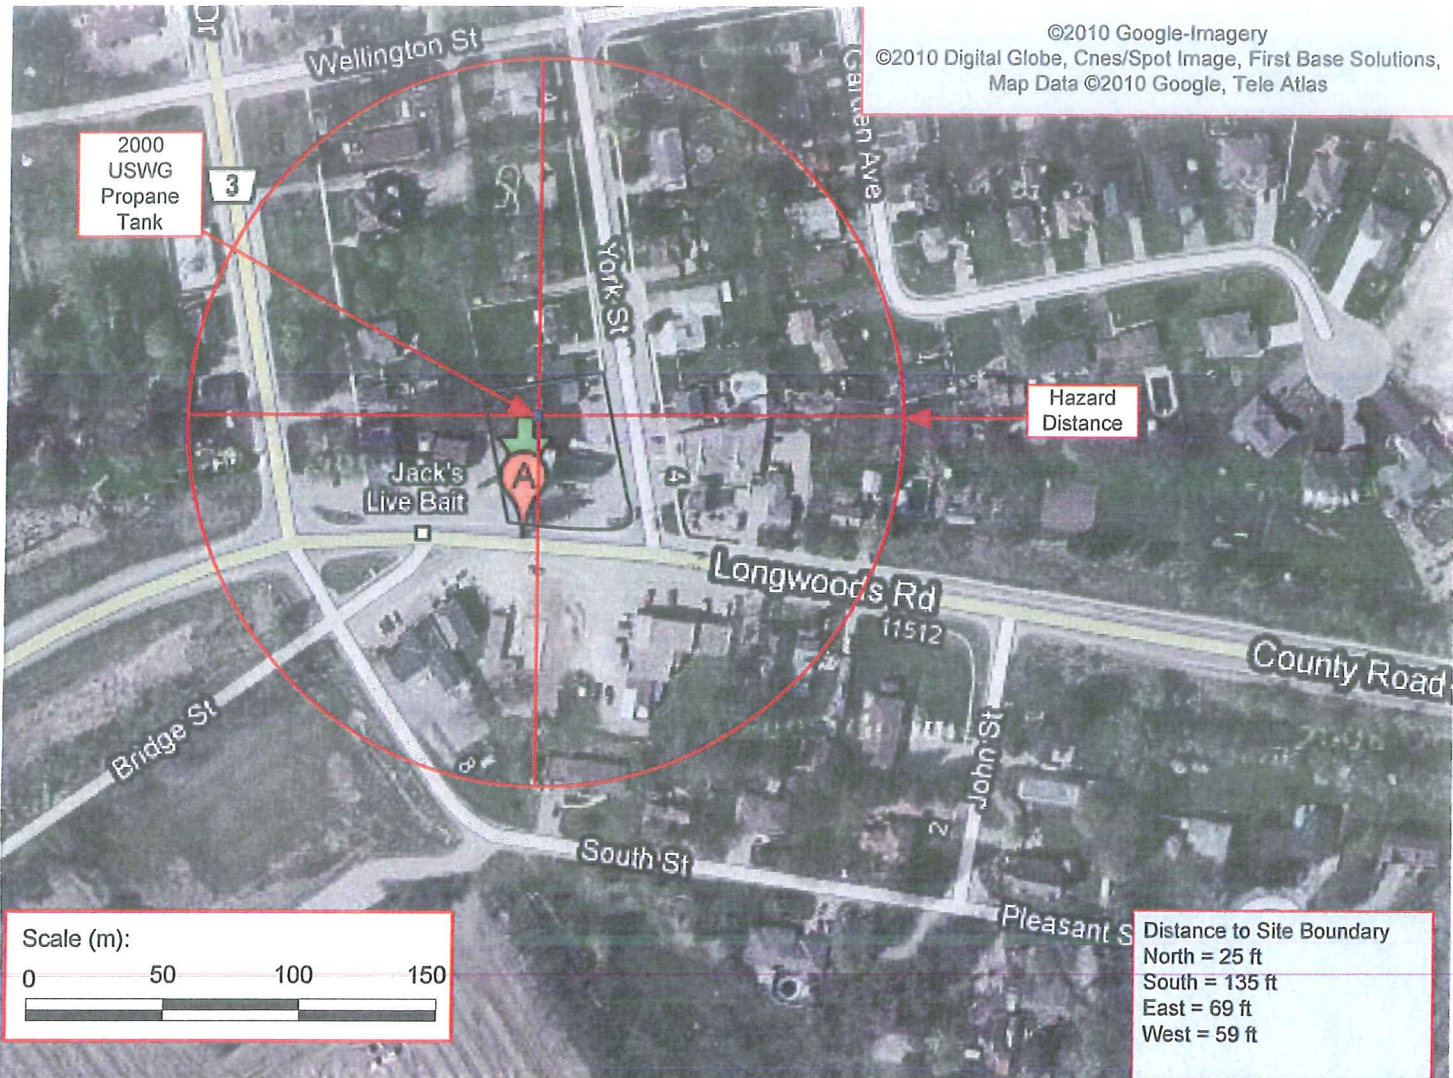 ©2010 Google-Imagery
©2010 Digital Globe, Cnes/Spot Image, First Base Solutions,
Map Data ©2010 Google, Tele Atlas
Dr
Wellington St
Garden Ave
2000
USWG
Propane
Tank
3
York St
Hazard
Distance
Jack's
Live Bait
A
4
Longwoods Rd
11512
County Road
Bridge St
8
John St
2
South St
Pleasant S
Scale (m):
0 50 100 150
Distance to Site Boundary
North = 25 ft
South = 135 ft
East = 69 ft
West = 59 ft